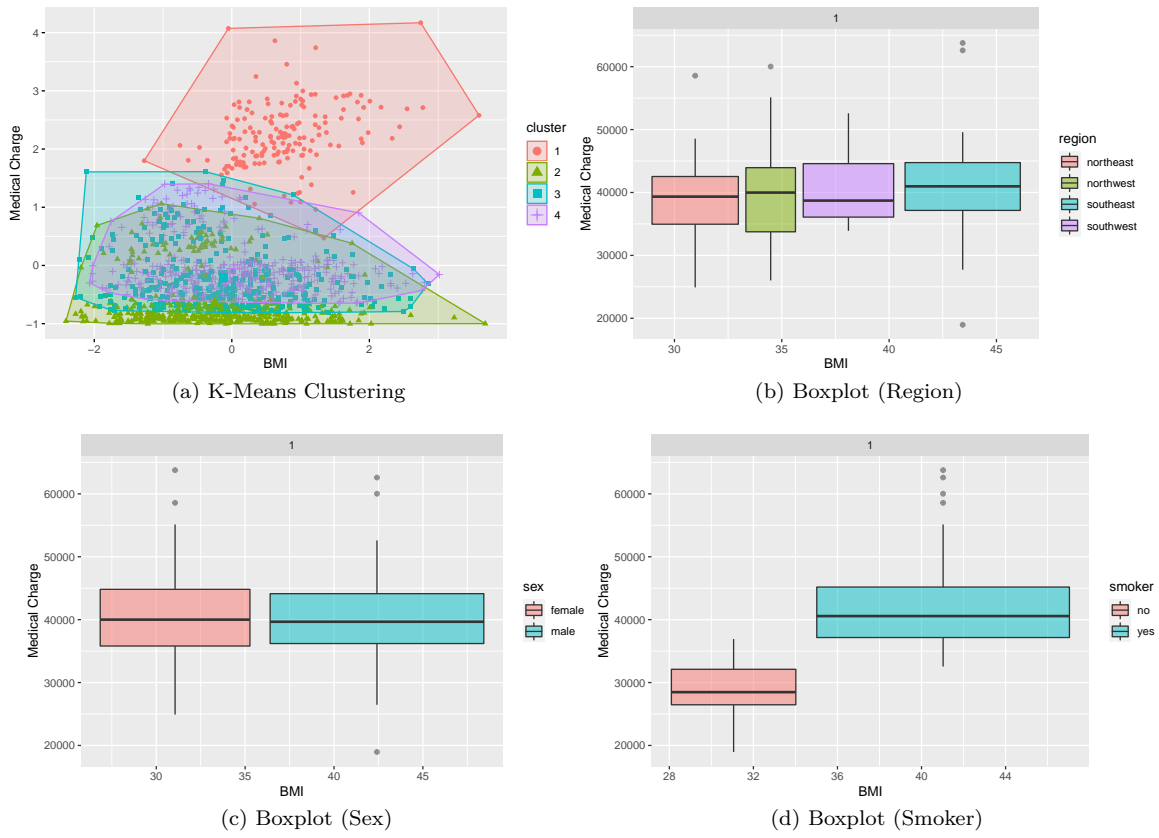 4
3
2
1
0
−1
Medical Charge
−2
0
2
BMI
cluster
1
2
3
4
(a) K-Means Clustering
1
60000
50000
40000
30000
20000
Medical Charge
30
35
40
45
BMI
region
northeast
northwest
southeast
southwest
(b) Boxplot (Region)
1
60000
50000
40000
30000
20000
Medical Charge
30
35
40
45
BMI
sex
female
male
(c) Boxplot (Sex)
1
60000
50000
40000
30000
20000
Medical Charge
28
32
36
41
44
BMI
smoker
no
yes
(d) Boxplot (Smoker)